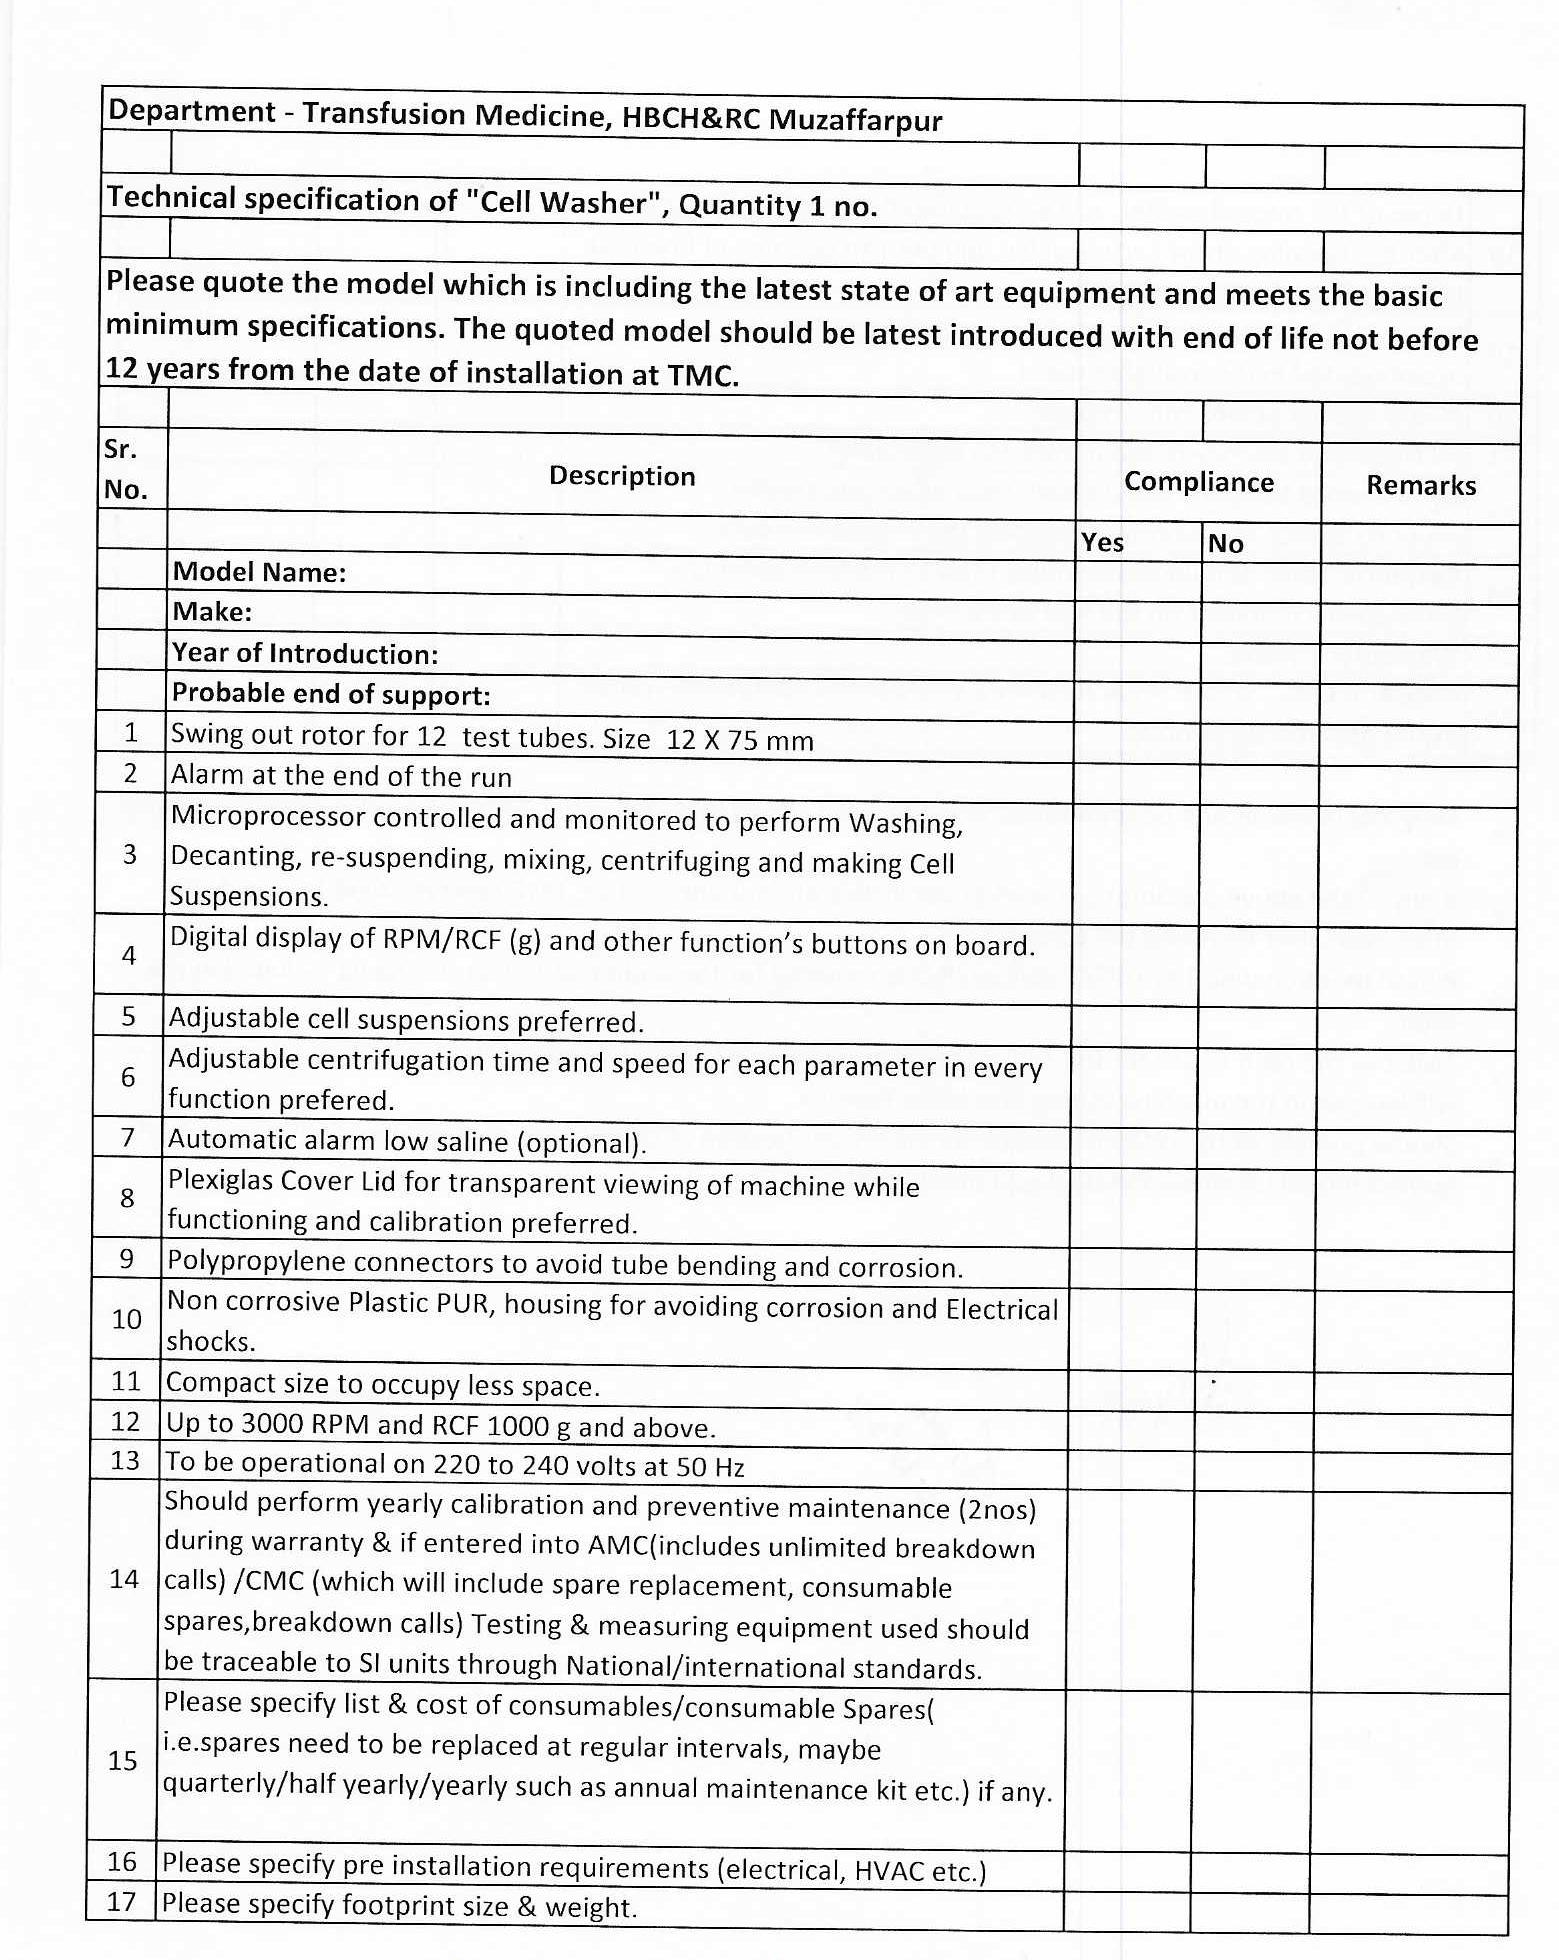 Department - Transfusion Medicine, HBCH&RC Muzaffarpur
Technical specification of "Cell Washer", Quantity 1 no.
Please quote the model which is including the latest state of art equipment and meets the basic
minimum specifications. The quoted model should be latest introduced with end of life not before
12 years from the date of installation at TMC.
Sr.
No.
Description
Compliance
Remarks
Yes
No
Model Name:
Make:
Year of Introduction:
Probable end of support:
1 Swing out rotor for 12 test tubes. Size 12 X 75 mm
2 Alarm at the end of the run
Microprocessor controlled and monitored to perform Washing,
3 Decanting, re-suspending, mixing, centrifuging and making Cell
Suspensions.
4 Digital display of RPM/RCF (g) and other function's buttons on board.
5 Adjustable cell suspensions preferred.
6 Adjustable centrifugation time and speed for each parameter in every
function prefered.
7 Automatic alarm low saline (optional).
8 Plexiglas Cover Lid for transparent viewing of machine while
functioning and calibration preferred.
9 Polypropylene connectors to avoid tube bending and corrosion.
10 Non corrosive Plastic PUR, housing for avoiding corrosion and Electrical
shocks.
11 Compact size to occupy less space.
12 Up to 3000 RPM and RCF 1000 g and above.
13 To be operational on 220 to 240 volts at 50 Hz
Should perform yearly calibration and preventive maintenance (2nos)
during warranty & if entered into AMC(includes unlimited breakdown
14 calls) /CMC (which will include spare replacement, consumable
spares,breakdown calls) Testing & measuring equipment used should
be traceable to SI units through National/international standards.
Please specify list & cost of consumables/consumable Spares(
15 i.e.spares need to be replaced at regular intervals, maybe
quarterly/half yearly/yearly such as annual maintenance kit etc.) if any.
16 Please specify pre installation requirements (electrical, HVAC etc.)
17 Please specify footprint size & weight.